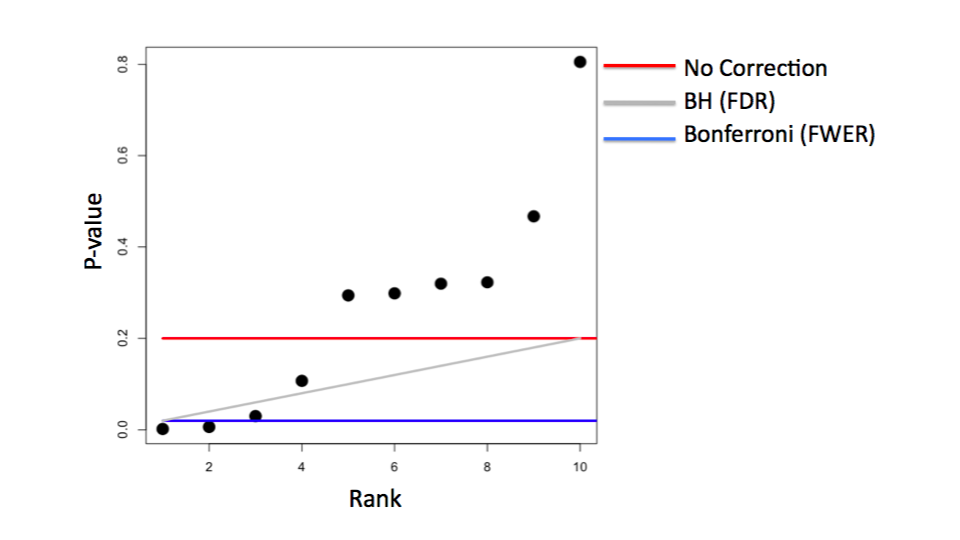 0.8
0.6
0.4
0.2
0.0
P-value
2 4 6 8 10
Rank
No Correction
BH (FDR)
Bonferroni (FWER)